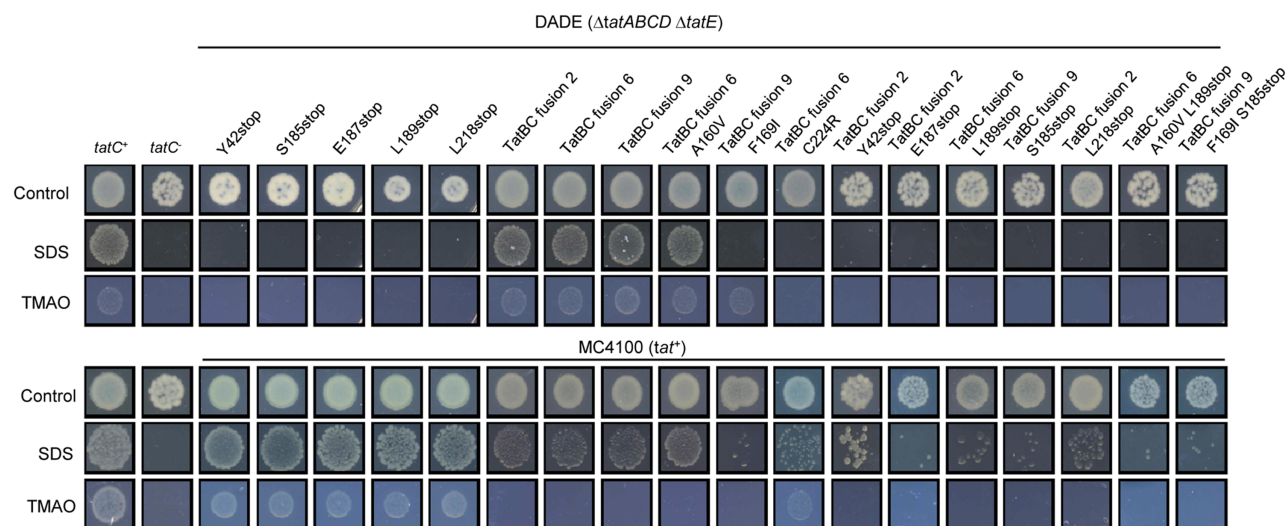 DADE (ΔtatABCD ΔtatE)
tatC⁺
tatC⁻
Y42stop
S185stop
E187stop
L189stop
L218stop
TatBC fusion 2
TatBC fusion 6
TatBC fusion 9
TatBC fusion 6
A160V
TatBC fusion 9
F169I
TatBC fusion 6
C224R
TatBC fusion 2
Y42stop
TatBC fusion 2
E187stop
TatBC fusion 6
L189stop
TatBC fusion 9
S185stop
TatBC fusion 2
L218stop
TatBC fusion 6
A160V L189stop
TatBC fusion 9
F169I S185stop
Control
SDS
TMAO
MC4100 (tat⁺)
Control
SDS
TMAO